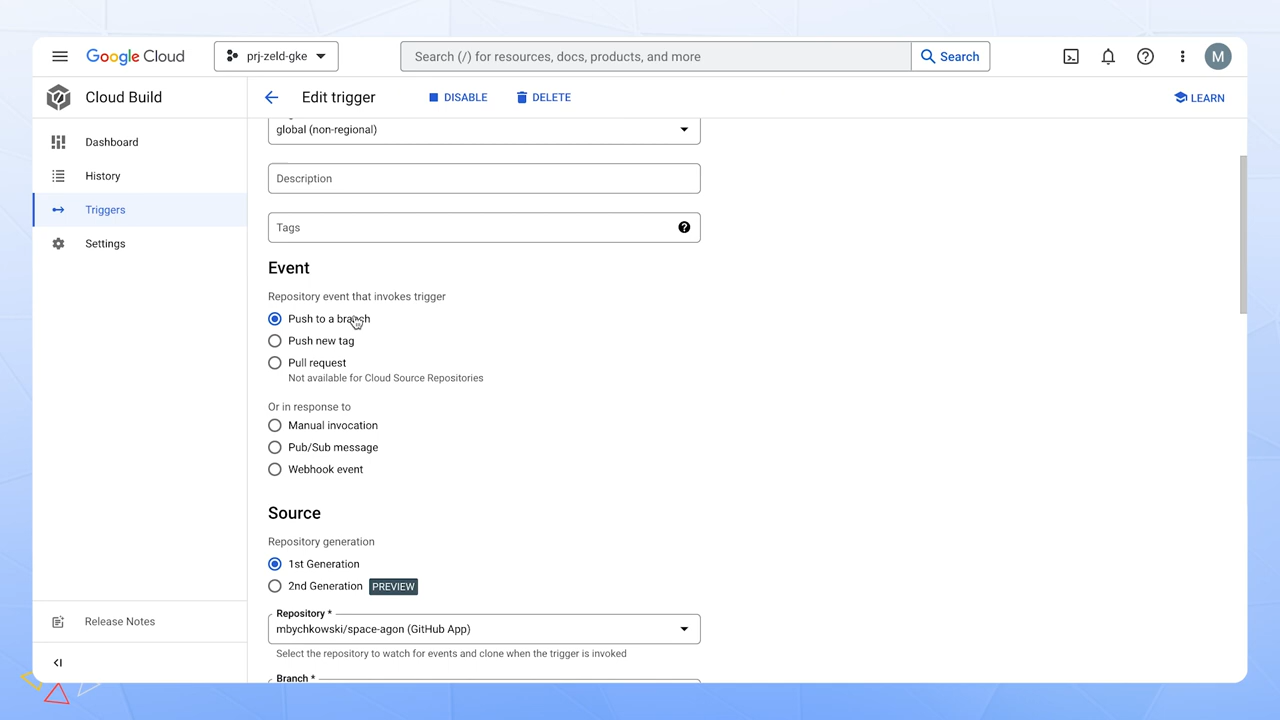 Google Cloud
prj-zeld-gke
Search (/) for resources, docs, products, and more
Search
M
Cloud Build
Edit trigger
DISABLE
DELETE
LEARN
Dashboard
History
Triggers
Settings
Release Notes
global (non-regional)
Description
Tags
Event
Repository event that invokes trigger
Push to a branch
Push new tag
Pull request
Not available for Cloud Source Repositories
Or in response to
Manual invocation
Pub/Sub message
Webhook event
Source
Repository generation
1st Generation
2nd Generation PREVIEW
Repository *
mbychkowski/space-agon (GitHub App)
Select the repository to watch for events and clone when the trigger is invoked
Branch *